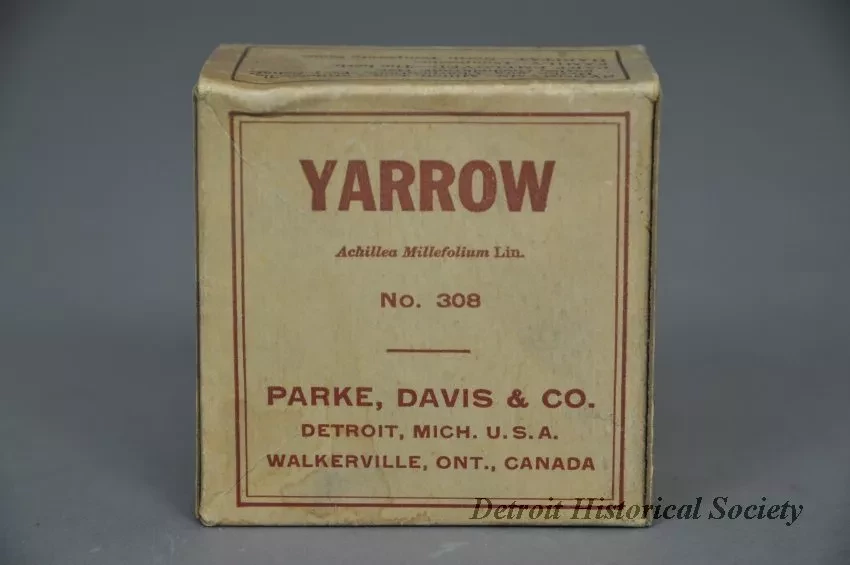 YARROW
Achillea Millefolium Lin.
No. 308
PARKE, DAVIS & CO.
DETROIT, MICH. U.S.A.
WALKERVILLE, ONT., CANADA
Detroit Historical Society